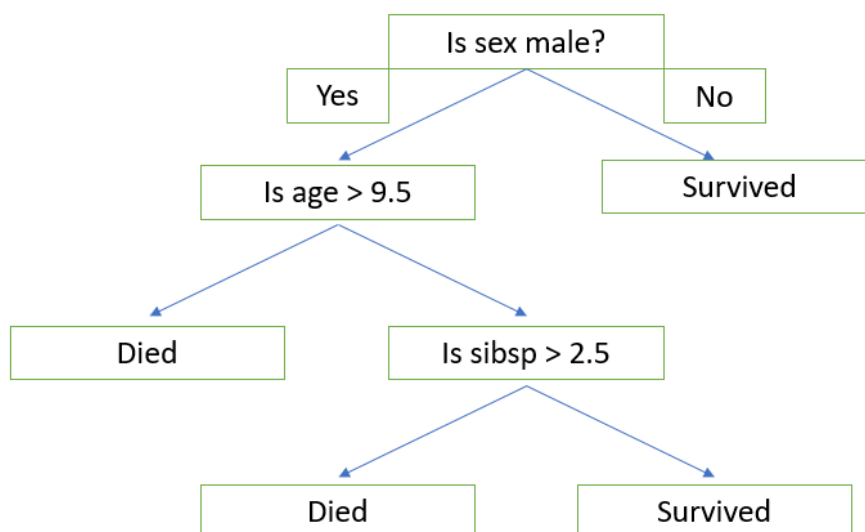 Is sex male?
Yes
No
Is age > 9.5
Survived
Died
Is sibsp > 2.5
Died
Survived